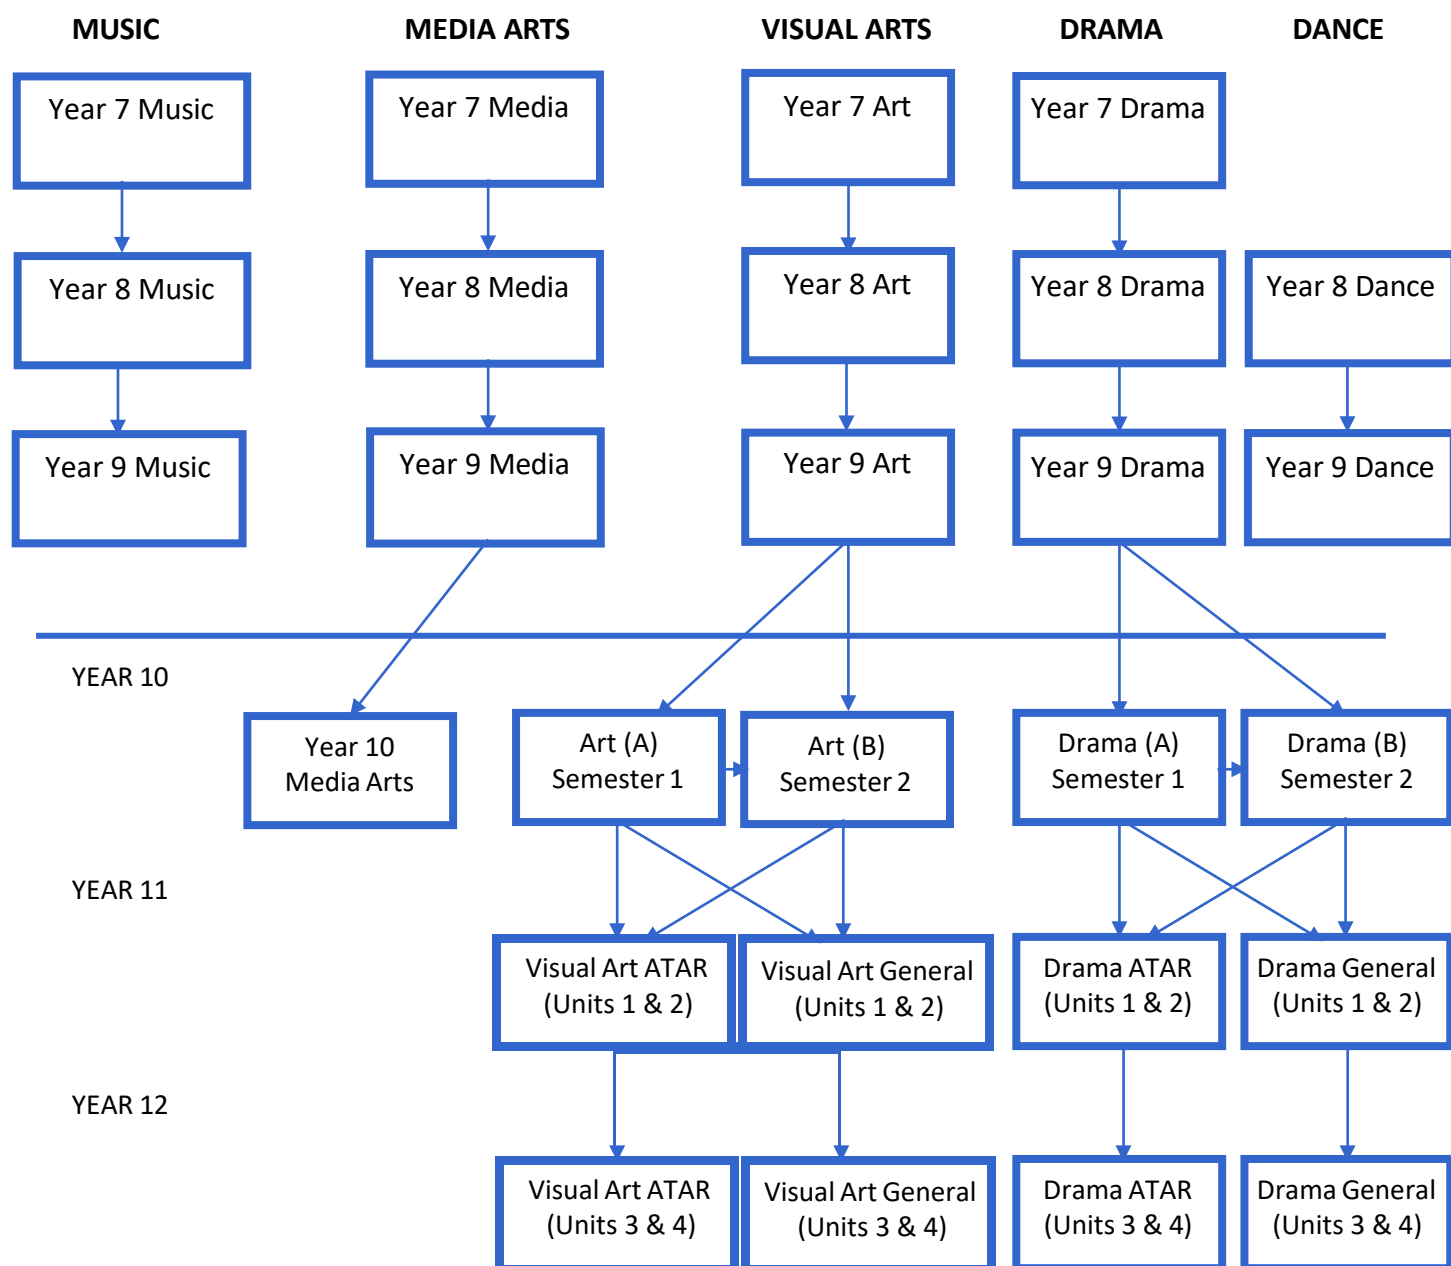 MUSIC
MEDIA ARTS
VISUAL ARTS
DRAMA
DANCE
Year 7 Music
Year 7 Media
Year 7 Art
Year 7 Drama
Year 8 Music
Year 8 Media
Year 8 Art
Year 8 Drama
Year 8 Dance
Year 9 Music
Year 9 Media
Year 9 Art
Year 9 Drama
Year 9 Dance
YEAR 10
Year 10
Media Arts
Art (A)
Semester 1
Art (B)
Semester 2
Drama (A)
Semester 1
Drama (B)
Semester 2
YEAR 11
Visual Art ATAR
(Units 1 & 2)
Visual Art General
(Units 1 & 2)
Drama ATAR
(Units 1 & 2)
Drama General
(Units 1 & 2)
YEAR 12
Visual Art ATAR
(Units 3 & 4)
Visual Art General
(Units 3 & 4)
Drama ATAR
(Units 3 & 4)
Drama General
(Units 3 & 4)